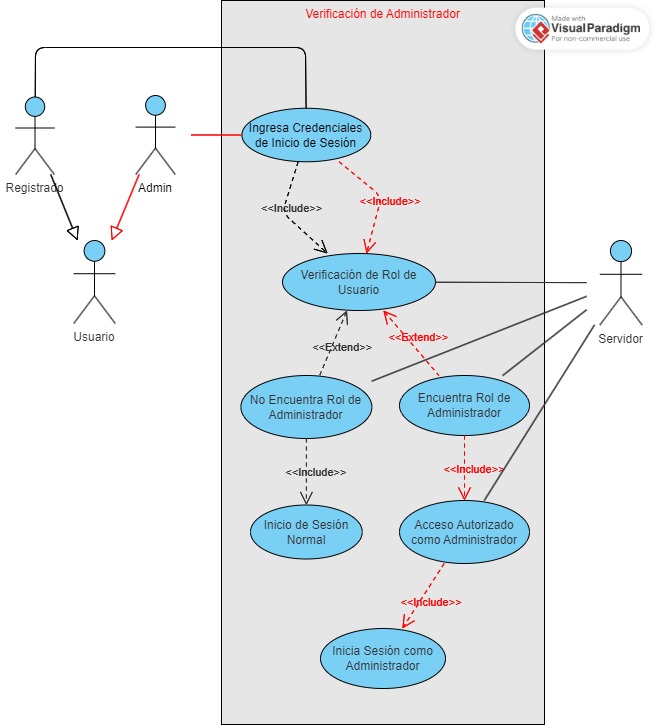 Verificación de Administrador
Made with
VisualParadigm
For non-commercial use
Ingresa Credenciales
de Inicio de Sesión
Registrado
Admin
<<Include>>
<<Include>>
Verificación de Rol de
Usuario
Usuario
Servidor
<<Extend>>
<<Extend>>
No Encuentra Rol de
Administrador
Encuentra Rol de
Administrador
<<Include>>
<<Include>>
Inicio de Sesión
Normal
Acceso Autorizado
como Administrador
<<Include>>
Inicia Sesión como
Administrador